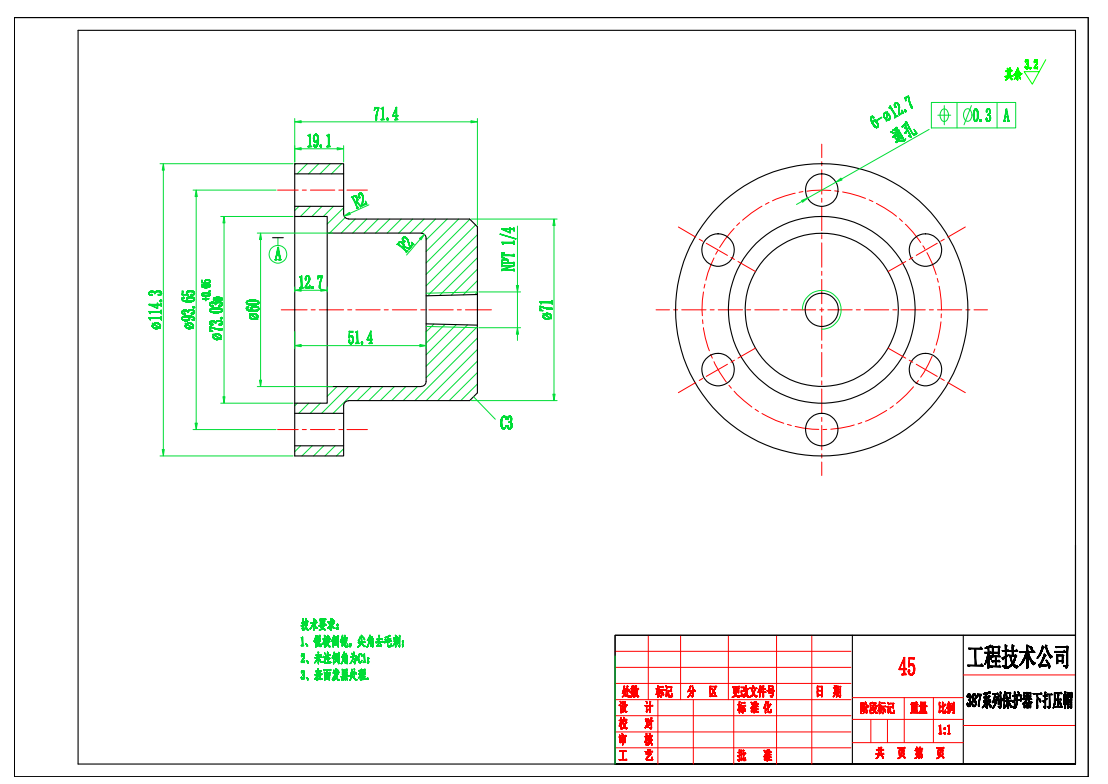 其余 3.2
6-ø12.7
通孔
⌖ Ø0.3 A
71.4
19.1
R2
R2
A
12.7
51.4
NPT 1/4
ø114.3
ø93.65
ø73.03 +0.05 0
ø60
ø71
C3
技术要求:
1、锐棱倒钝，尖角去毛刺;
2、未注倒角为C1;
3、表面发黑处理.
45
工程技术公司
387系列保护器下打压帽
处数 标记 分 区 更改文件号 日 期
设 计 标准化
校 对
审 核
工 艺 批 准
阶段标记 重量 比例
1:1
共 页 第 页